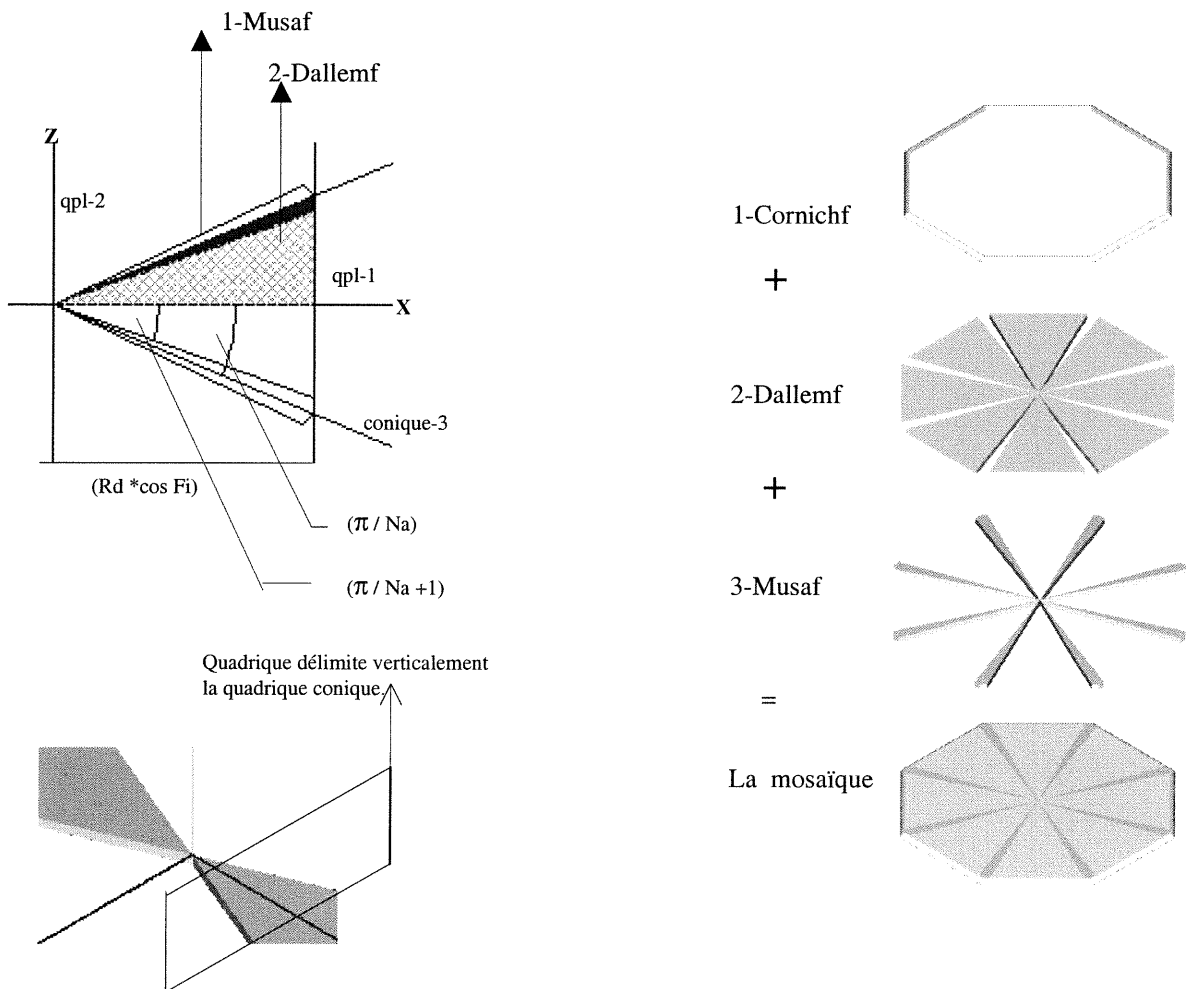 1-Musaf
2-Dallemf
Z
qpl-2
qpl-1
X
conique-3
(Rd *cos Fi)
(π / Na)
(π / Na +1)
Quadrique délimite verticalement
la quadrique conique.
1-Cornichf
+
2-Dallemf
+
3-Musaf
=
La mosaïque